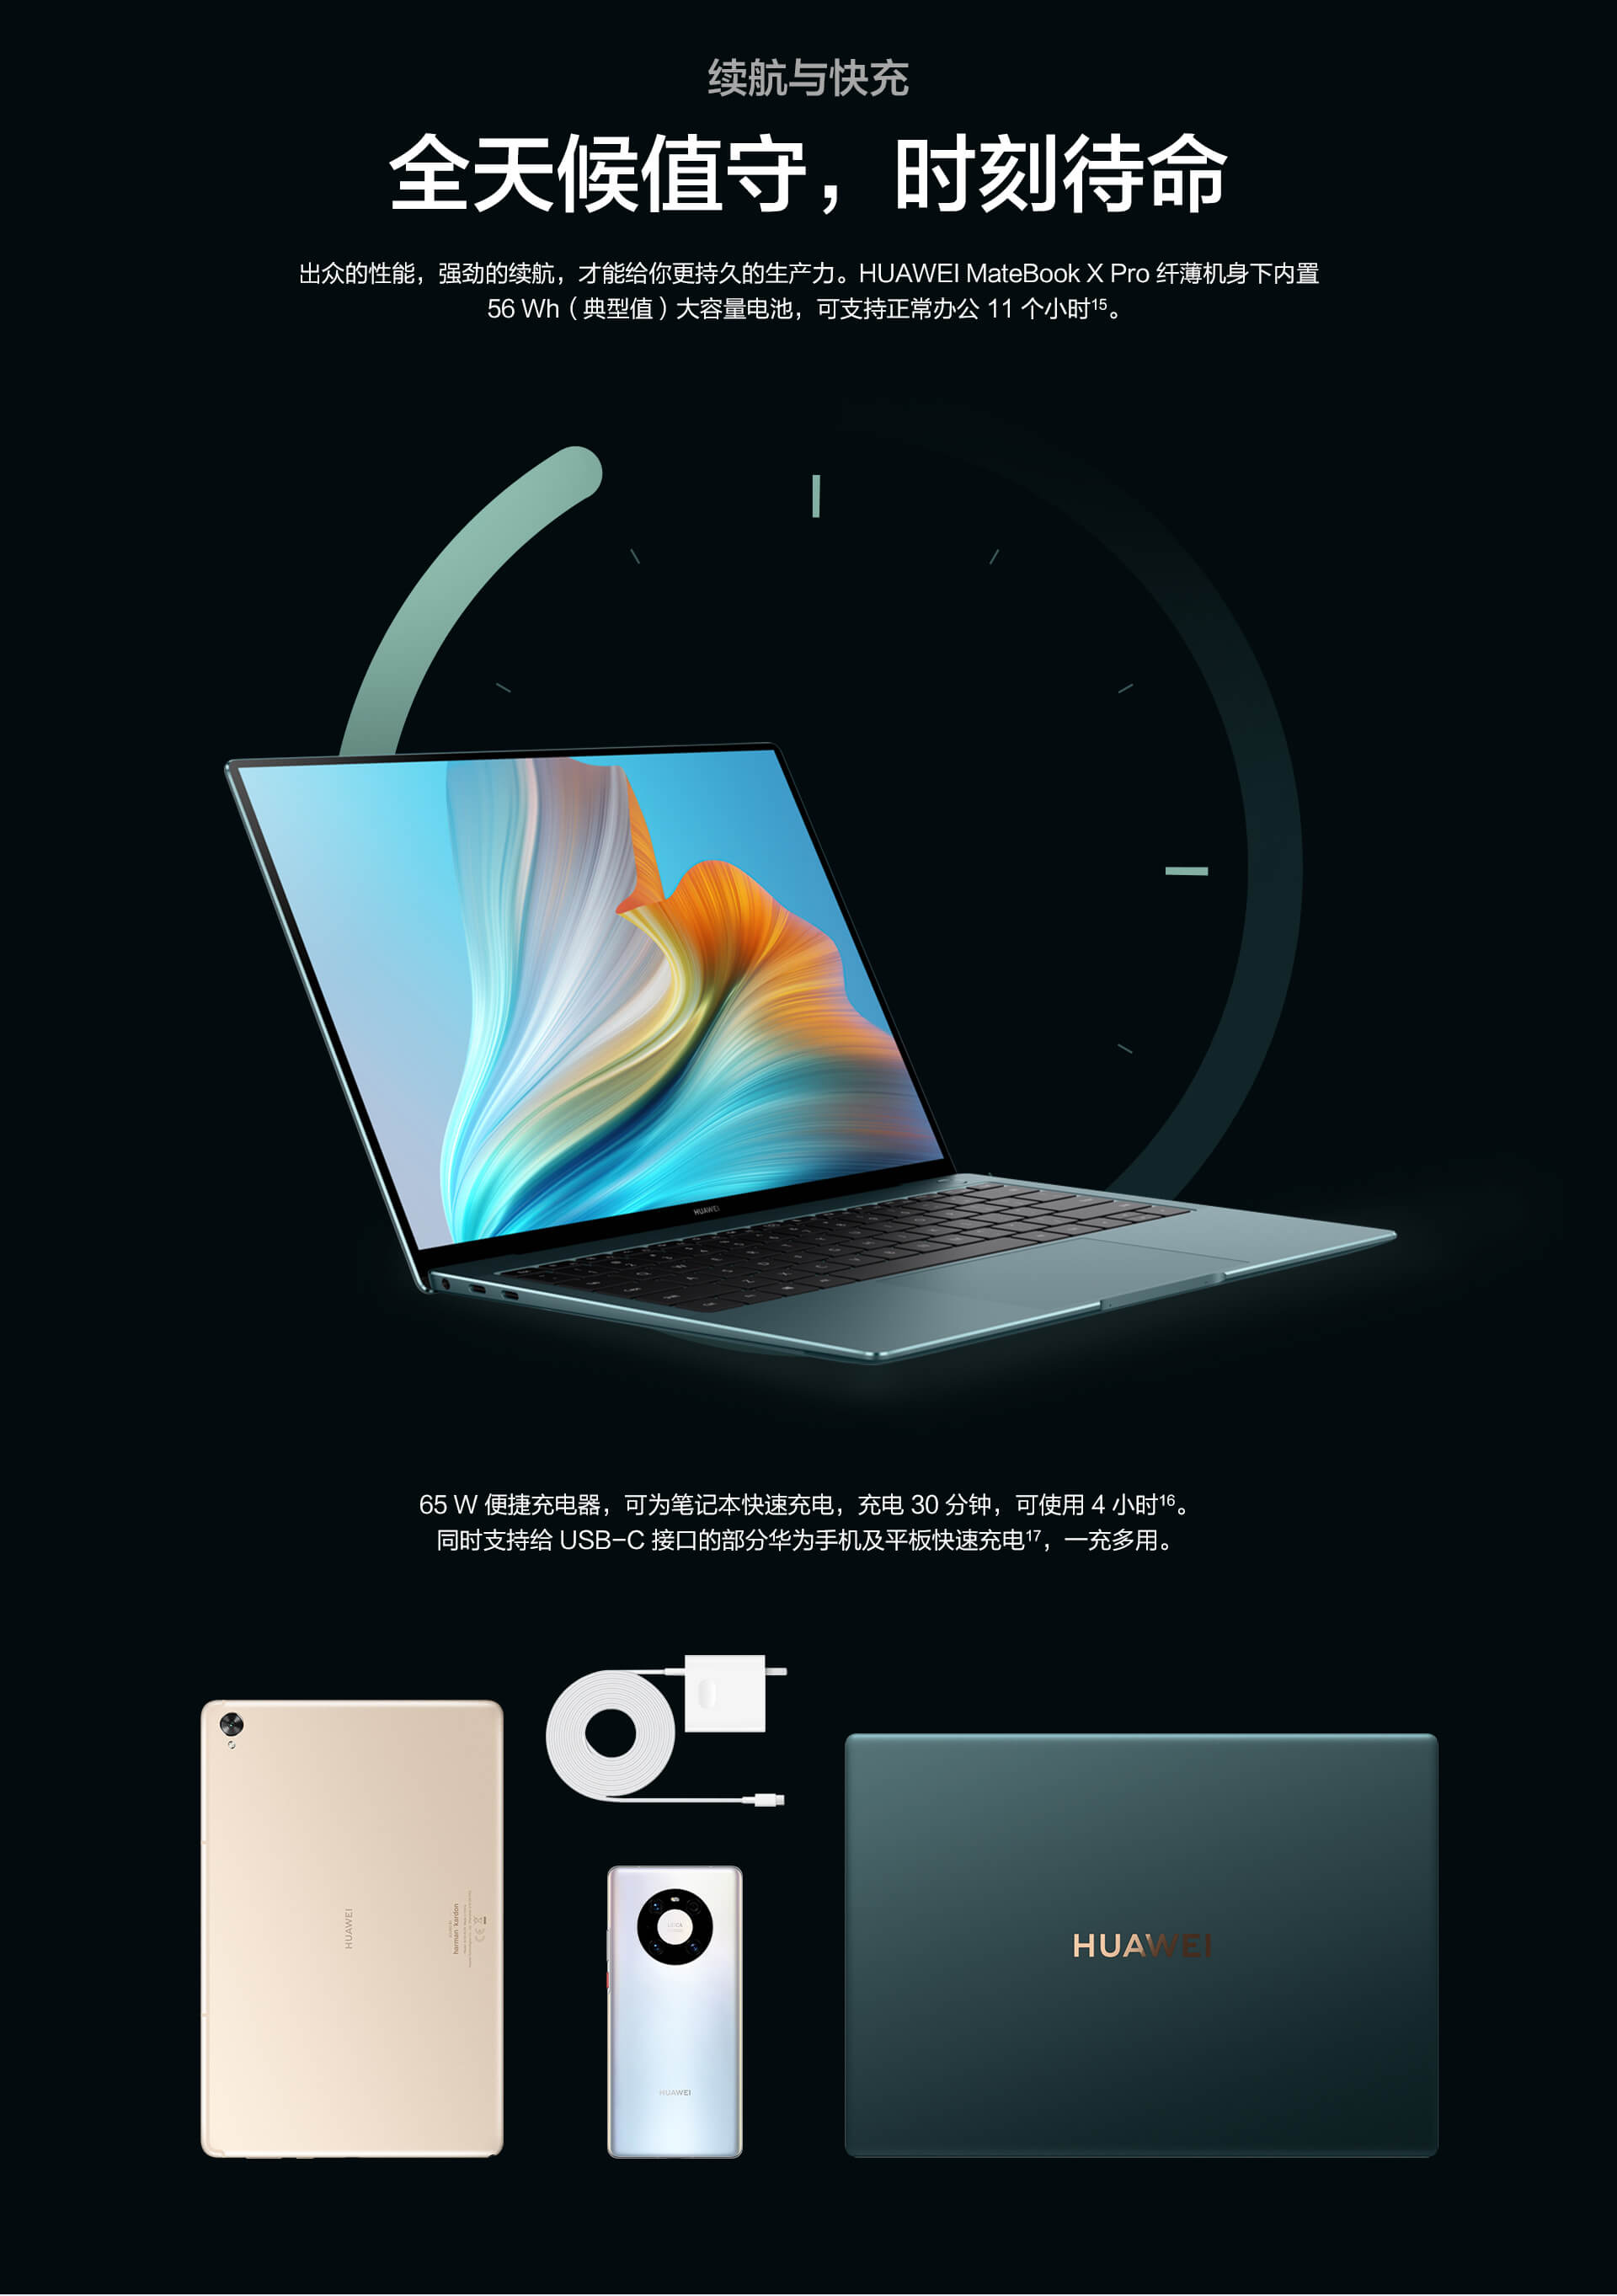 续航与快充
全天候值守，时刻待命
出众的性能，强劲的续航，才能给你更持久的生产力。HUAWEI MateBook X Pro 纤薄机身下内置
56 Wh（典型值）大容量电池，可支持正常办公 11 个小时¹⁵。
HUAWEI
65 W 便捷充电器，可为笔记本快速充电，充电 30 分钟，可使用 4 小时¹⁶。
同时支持给 USB-C 接口的部分华为手机及平板快速充电¹⁷，一充多用。
HUAWEI
harman kardon
LEICA
HUAWEI
HUAWEI